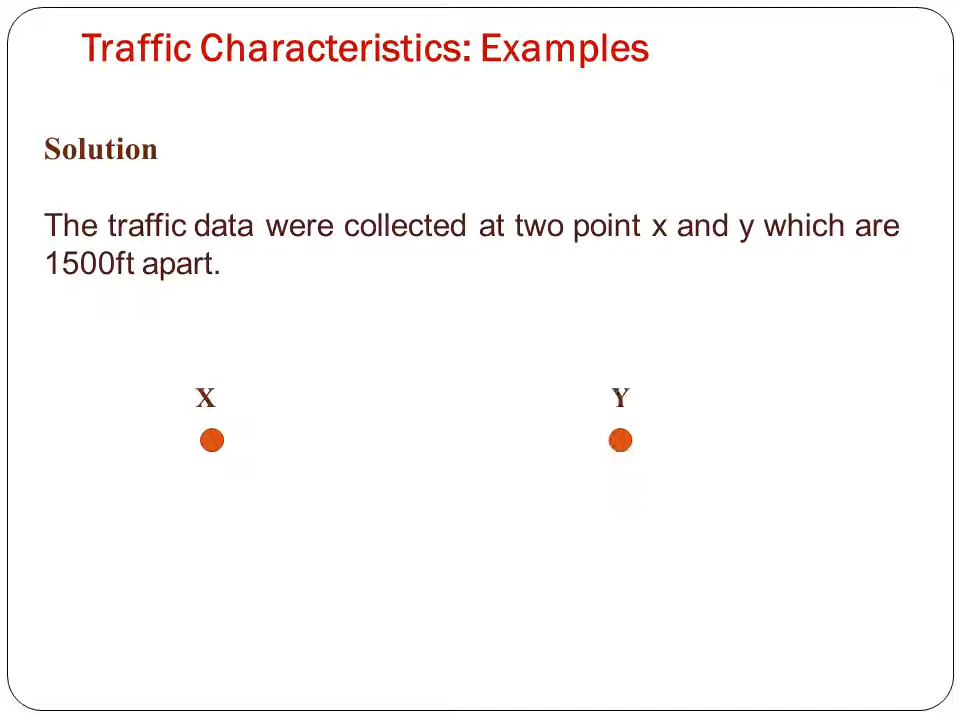 Traffic Characteristics: Examples
Solution
The traffic data were collected at two point x and y which are
1500ft apart.
X Y